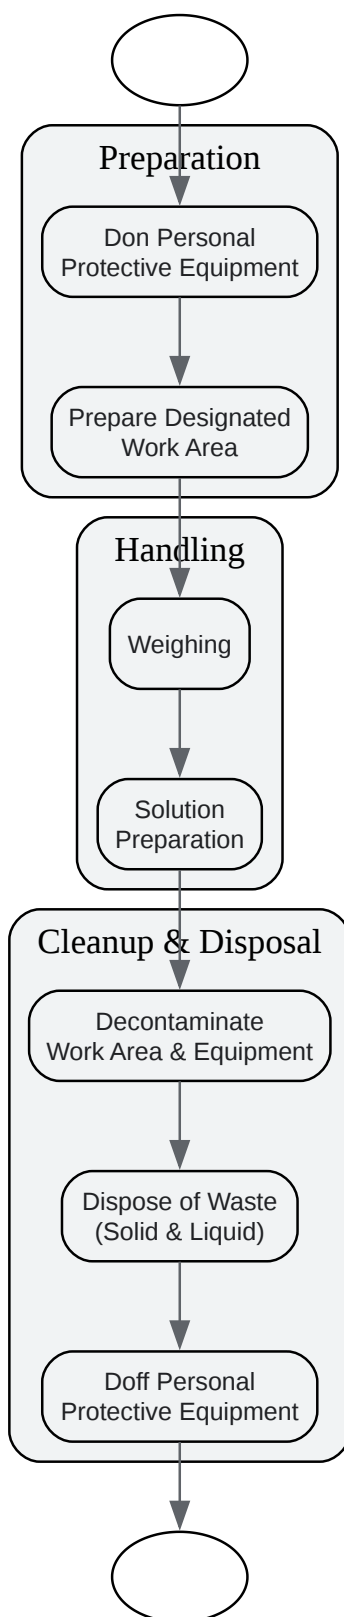 Preparation
Don Personal
Protective Equipment
Prepare Designated
Work Area
Handling
Weighing
Solution
Preparation
Cleanup & Disposal
Decontaminate
Work Area & Equipment
Dispose of Waste
(Solid & Liquid)
Doff Personal
Protective Equipment